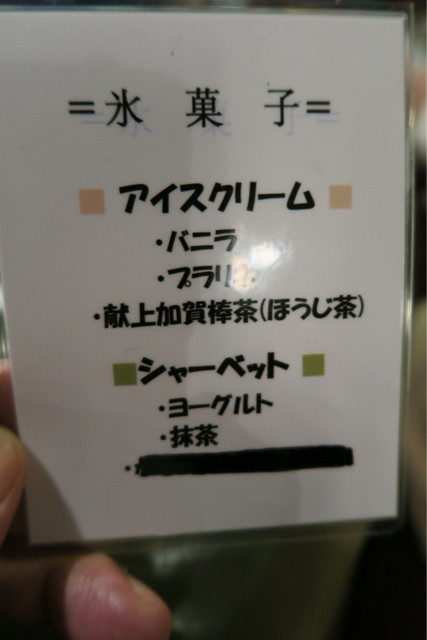 =氷菓子=
アイスクリーム
・バニラ
・プラリネ
・献上加賀棒茶(ほうじ茶)
シャーベット
・ヨーグルト
・抹茶